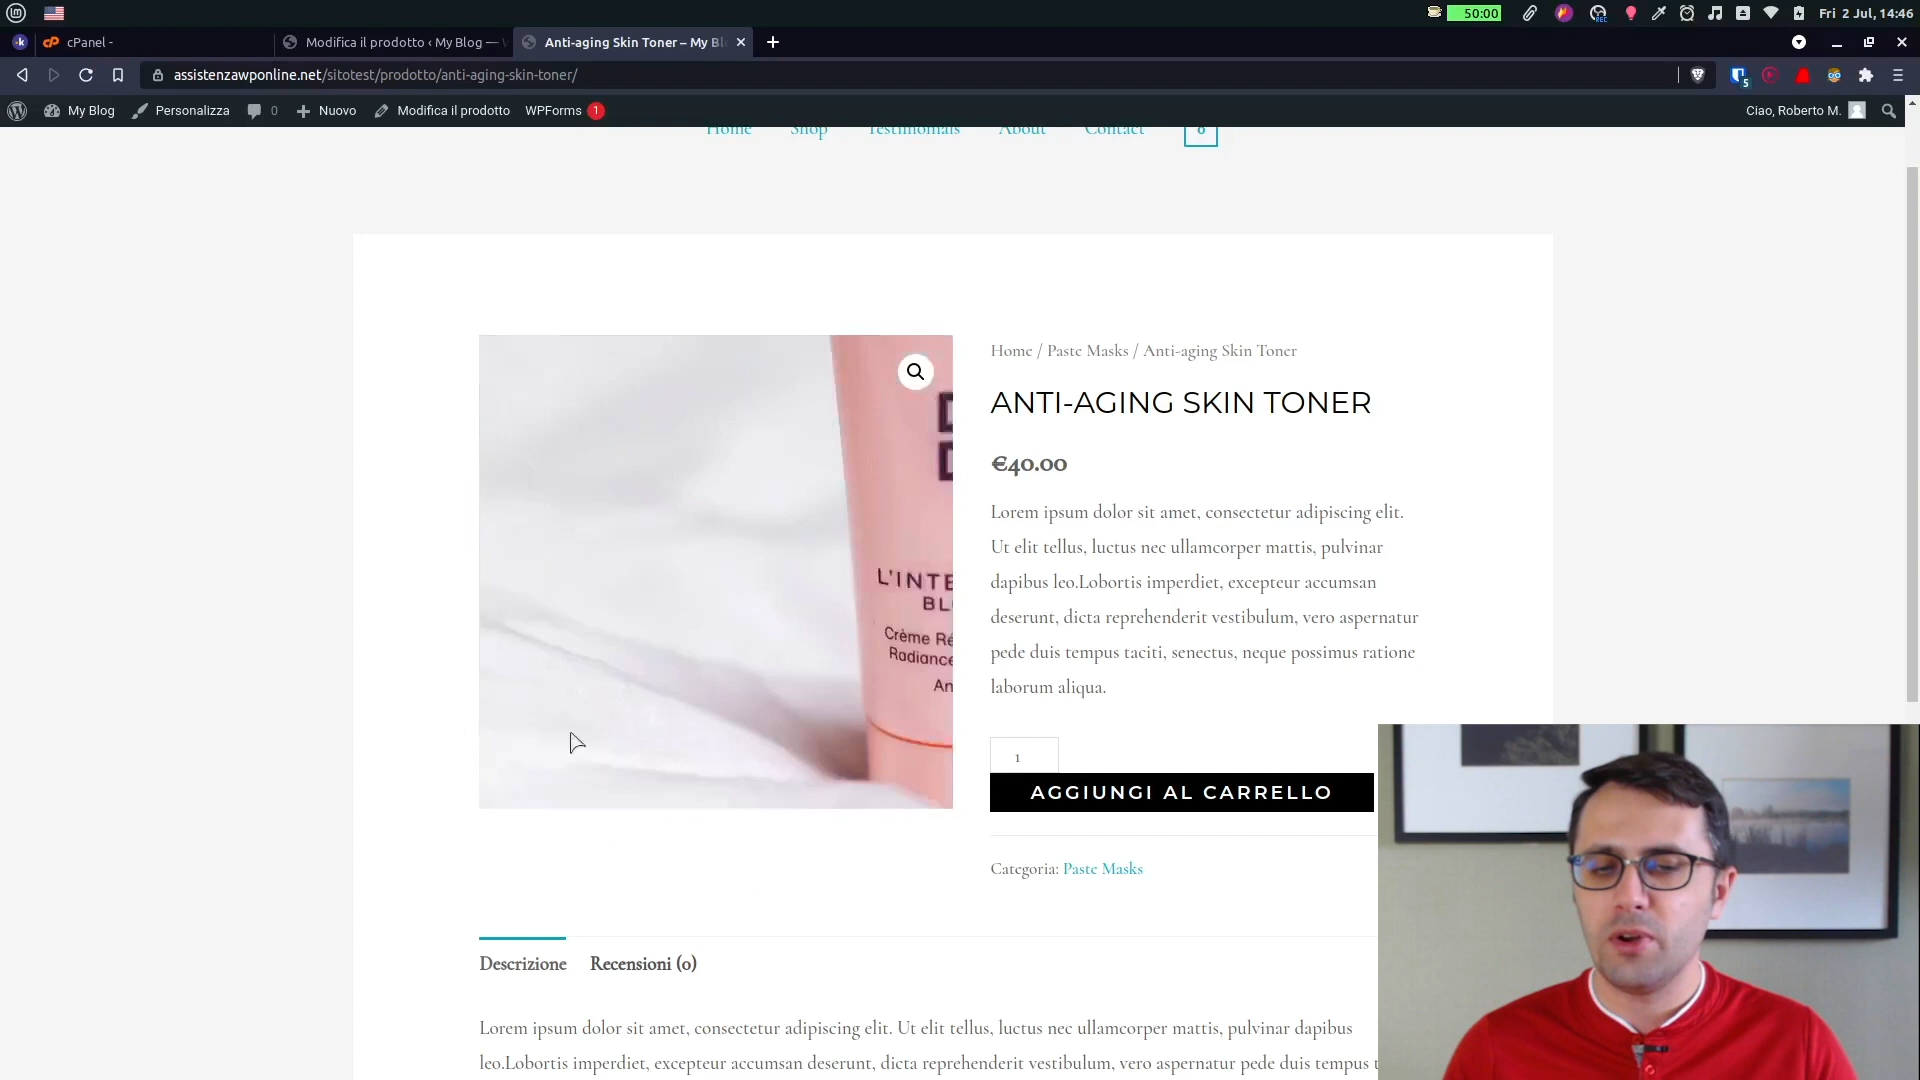 50:00
REC
Fri 2 Jul, 14:46
cPanel -
Modifica il prodotto ‹ My Blog —
Anti-aging Skin Toner – My Bl
assistenzawponline.net/sitotest/prodotto/anti-aging-skin-toner/
5
My Blog
Personalizza
0
Nuovo
Modifica il prodotto
WPForms 1
Ciao, Roberto M.
Home
Shop
Testimonials
About
Contact
0
Home / Paste Masks / Anti-aging Skin Toner
ANTI-AGING SKIN TONER
€40.00
Lorem ipsum dolor sit amet, consectetur adipiscing elit.
Ut elit tellus, luctus nec ullamcorper mattis, pulvinar
dapibus leo.Lobortis imperdiet, excepteur accumsan
deserunt, dicta reprehenderit vestibulum, vero aspernatur
pede duis tempus taciti, senectus, neque possimus ratione
laborum aliqua.
L'INTE
BL
Crème Ré
Radiance
An
1
AGGIUNGI AL CARRELLO
Categoria: Paste Masks
Descrizione
Recensioni (0)
Lorem ipsum dolor sit amet, consectetur adipiscing elit. Ut elit tellus, luctus nec ullamcorper mattis, pulvinar dapibus
leo.Lobortis imperdiet, excepteur accumsan deserunt, dicta reprehenderit vestibulum, vero aspernatur pede duis tempus t